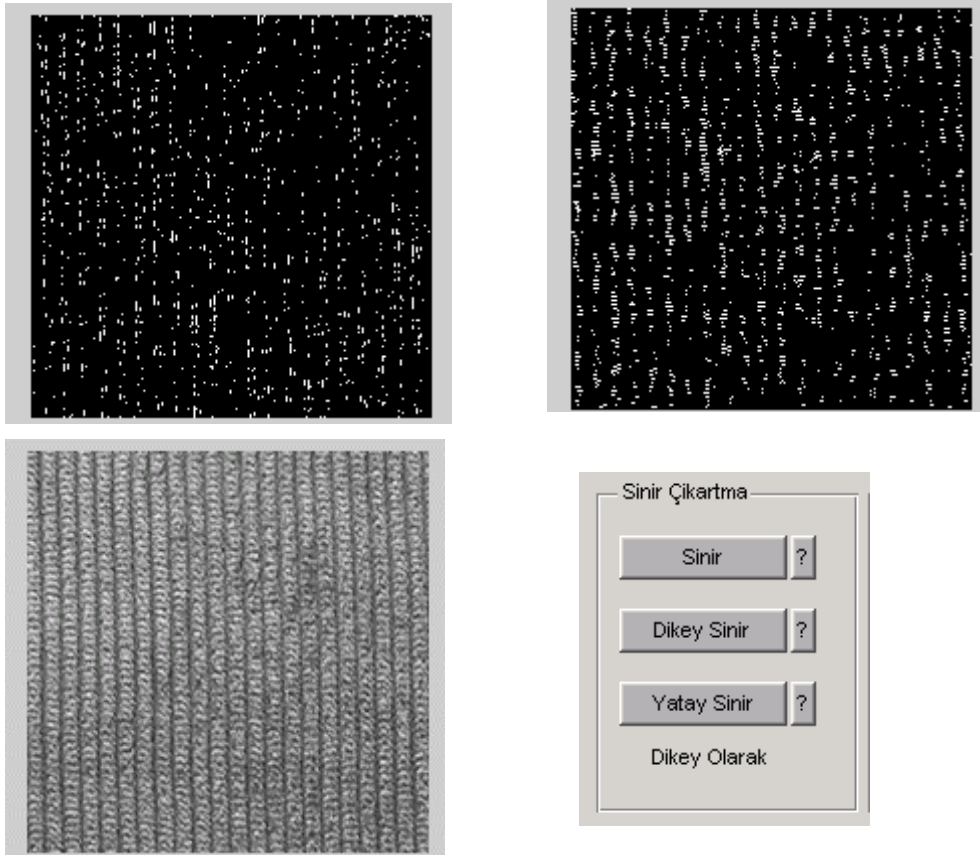 Sinir Çikartma
Sinir ?
Dikey Sinir ?
Yatay Sinir ?
Dikey Olarak